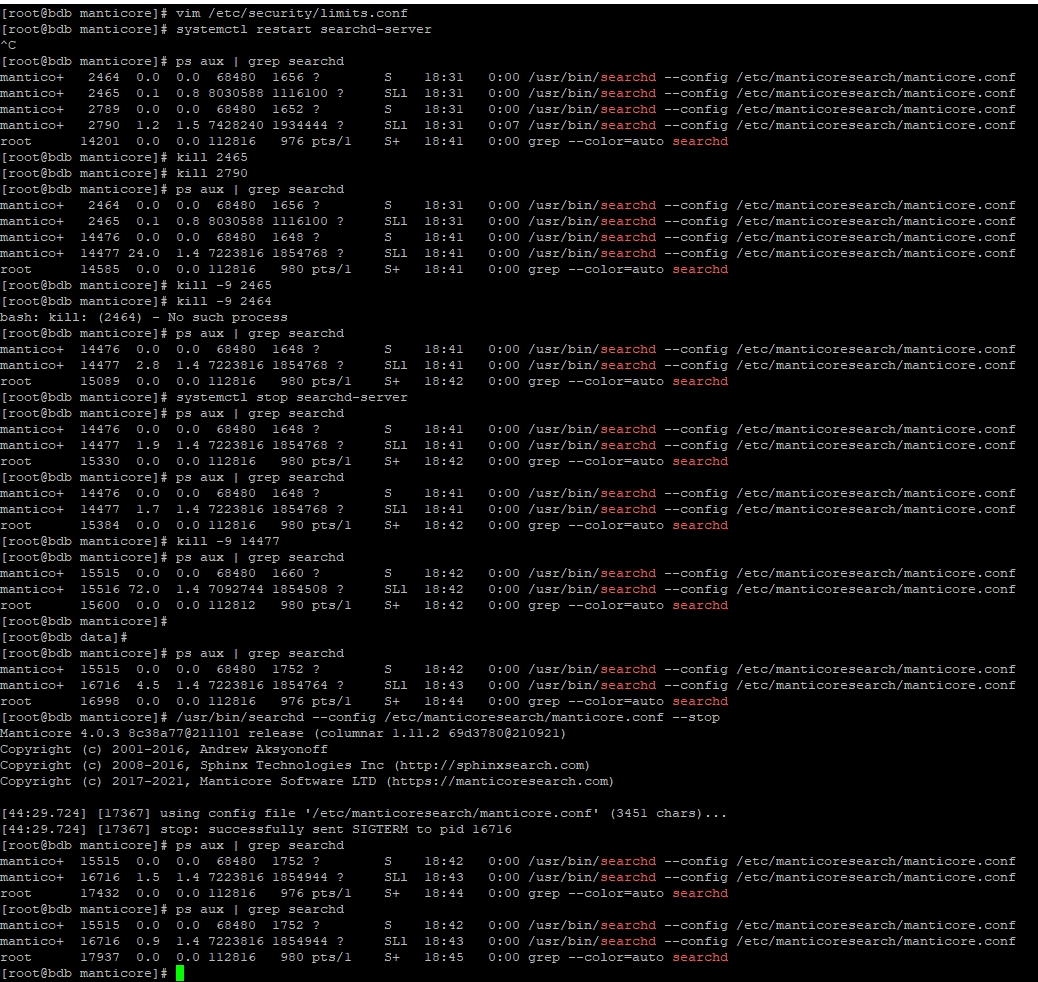 [root@bdb manticore]# vim /etc/security/limits.conf
[root@bdb manticore]# systemctl restart searchd-server
^C
[root@bdb manticore]# ps aux | grep searchd
mantico+   2464  0.0  0.0  68480  1656 ?        S    18:31   0:00 /usr/bin/searchd --config /etc/manticoresearch/manticore.conf
mantico+   2465  0.1  0.8 8030588 1116100 ?     SLl  18:31   0:00 /usr/bin/searchd --config /etc/manticoresearch/manticore.conf
mantico+   2789  0.0  0.0  68480  1652 ?        S    18:31   0:00 /usr/bin/searchd --config /etc/manticoresearch/manticore.conf
mantico+   2790  1.2  1.5 7428240 1934444 ?     SLl  18:31   0:07 /usr/bin/searchd --config /etc/manticoresearch/manticore.conf
root      14201  0.0  0.0 112816   976 pts/1    S+   18:41   0:00 grep --color=auto searchd
[root@bdb manticore]# kill 2465
[root@bdb manticore]# kill 2790
[root@bdb manticore]# ps aux | grep searchd
mantico+   2464  0.0  0.0  68480  1656 ?        S    18:31   0:00 /usr/bin/searchd --config /etc/manticoresearch/manticore.conf
mantico+   2465  0.1  0.8 8030588 1116100 ?     SLl  18:31   0:00 /usr/bin/searchd --config /etc/manticoresearch/manticore.conf
mantico+  14476  0.0  0.0  68480  1648 ?        S    18:41   0:00 /usr/bin/searchd --config /etc/manticoresearch/manticore.conf
mantico+  14477 24.0  1.4 7223816 1854768 ?     SLl  18:41   0:00 /usr/bin/searchd --config /etc/manticoresearch/manticore.conf
root      14585  0.0  0.0 112816   980 pts/1    S+   18:41   0:00 grep --color=auto searchd
[root@bdb manticore]# kill -9 2465
[root@bdb manticore]# kill -9 2464
bash: kill: (2464) - No such process
[root@bdb manticore]# ps aux | grep searchd
mantico+  14476  0.0  0.0  68480  1648 ?        S    18:41   0:00 /usr/bin/searchd --config /etc/manticoresearch/manticore.conf
mantico+  14477  2.8  1.4 7223816 1854768 ?     SLl  18:41   0:00 /usr/bin/searchd --config /etc/manticoresearch/manticore.conf
root      15089  0.0  0.0 112816   980 pts/1    S+   18:42   0:00 grep --color=auto searchd
[root@bdb manticore]# systemctl stop searchd-server
[root@bdb manticore]# ps aux | grep searchd
mantico+  14476  0.0  0.0  68480  1648 ?        S    18:41   0:00 /usr/bin/searchd --config /etc/manticoresearch/manticore.conf
mantico+  14477  1.9  1.4 7223816 1854768 ?     SLl  18:41   0:00 /usr/bin/searchd --config /etc/manticoresearch/manticore.conf
root      15330  0.0  0.0 112816   980 pts/1    S+   18:42   0:00 grep --color=auto searchd
[root@bdb manticore]# ps aux | grep searchd
mantico+  14476  0.0  0.0  68480  1648 ?        S    18:41   0:00 /usr/bin/searchd --config /etc/manticoresearch/manticore.conf
mantico+  14477  1.7  1.4 7223816 1854768 ?     SLl  18:41   0:00 /usr/bin/searchd --config /etc/manticoresearch/manticore.conf
root      15384  0.0  0.0 112816   980 pts/1    S+   18:42   0:00 grep --color=auto searchd
[root@bdb manticore]# kill -9 14477
[root@bdb manticore]# ps aux | grep searchd
mantico+  15515  0.0  0.0  68480  1660 ?        S    18:42   0:00 /usr/bin/searchd --config /etc/manticoresearch/manticore.conf
mantico+  15516 72.0  1.4 7092744 1854508 ?     SLl  18:42   0:00 /usr/bin/searchd --config /etc/manticoresearch/manticore.conf
root      15600  0.0  0.0 112812   980 pts/1    S+   18:42   0:00 grep --color=auto searchd
[root@bdb manticore]#
[root@bdb data]#
[root@bdb manticore]# ps aux | grep searchd
mantico+  15515  0.0  0.0  68480  1752 ?        S    18:42   0:00 /usr/bin/searchd --config /etc/manticoresearch/manticore.conf
mantico+  16716  4.5  1.4 7223816 1854764 ?     SLl  18:43   0:00 /usr/bin/searchd --config /etc/manticoresearch/manticore.conf
root      16998  0.0  0.0 112816   976 pts/1    S+   18:44   0:00 grep --color=auto searchd
[root@bdb manticore]# /usr/bin/searchd --config /etc/manticoresearch/manticore.conf --stop
Manticore 4.0.3 8c38a77@211101 release (columnar 1.11.2 69d3780@210921)
Copyright (c) 2001-2016, Andrew Aksyonoff
Copyright (c) 2008-2016, Sphinx Technologies Inc (http://sphinxsearch.com)
Copyright (c) 2017-2021, Manticore Software LTD (https://manticoresearch.com)
[44:29.724] [17367] using config file '/etc/manticoresearch/manticore.conf' (3451 chars)...
[44:29.724] [17367] stop: successfully sent SIGTERM to pid 16716
[root@bdb manticore]# ps aux | grep searchd
mantico+  15515  0.0  0.0  68480  1752 ?        S    18:42   0:00 /usr/bin/searchd --config /etc/manticoresearch/manticore.conf
mantico+  16716  1.5  1.4 7223816 1854944 ?     SLl  18:43   0:00 /usr/bin/searchd --config /etc/manticoresearch/manticore.conf
root      17432  0.0  0.0 112816   976 pts/1    S+   18:44   0:00 grep --color=auto searchd
[root@bdb manticore]# ps aux | grep searchd
mantico+  15515  0.0  0.0  68480  1752 ?        S    18:42   0:00 /usr/bin/searchd --config /etc/manticoresearch/manticore.conf
mantico+  16716  0.9  1.4 7223816 1854944 ?     SLl  18:43   0:00 /usr/bin/searchd --config /etc/manticoresearch/manticore.conf
root      17937  0.0  0.0 112816   980 pts/1    S+   18:45   0:00 grep --color=auto searchd
[root@bdb manticore]#